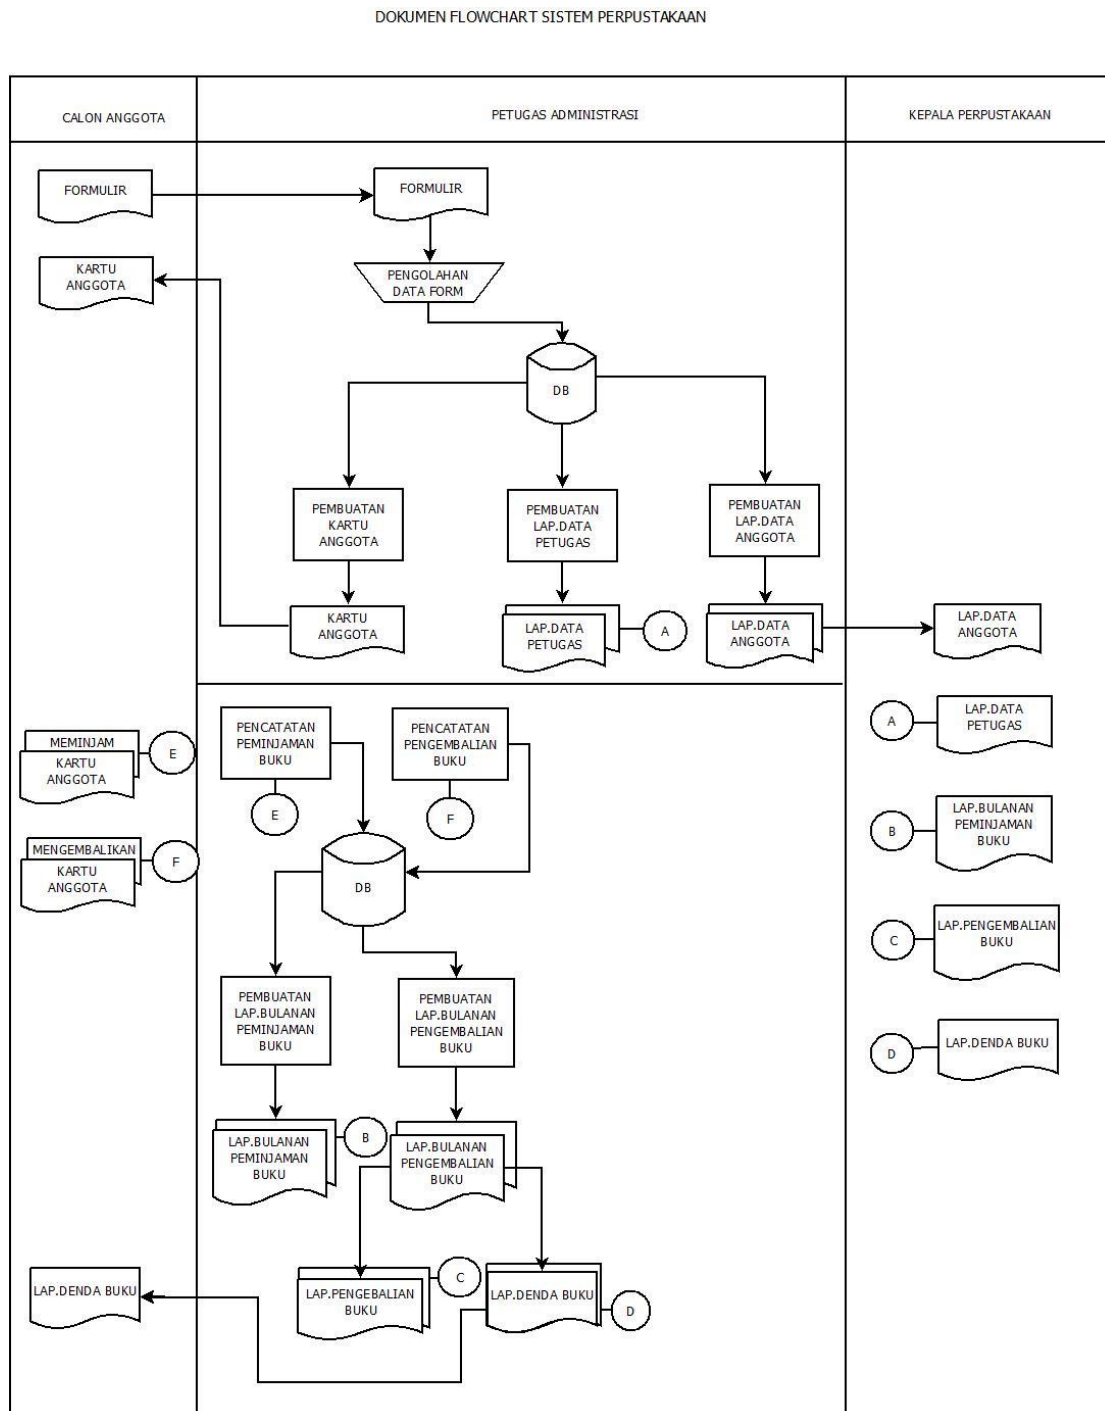 DOKUMEN FLOWCHART SISTEM PERPUSTAKAAN
CALON ANGGOTA
PETUGAS ADMINISTRASI
KEPALA PERPUSTAKAAN
FORMULIR
FORMULIR
KARTU
ANGGOTA
PENGOLAHAN
DATA FORM
DB
PEMBUATAN
KARTU
ANGGOTA
PEMBUATAN
LAP.DATA
PETUGAS
PEMBUATAN
LAP.DATA
ANGGOTA
KARTU
ANGGOTA
LAP.DATA
PETUGAS
A
LAP.DATA
ANGGOTA
LAP.DATA
ANGGOTA
A
LAP.DATA
PETUGAS
MEMINJAM
KARTU
ANGGOTA
E
PENCATATAN
PEMINJAMAN
BUKU
E
PENCATATAN
PENGEMBALIAN
BUKU
F
B
LAP.BULANAN
PEMINJAMAN
BUKU
MENGEMBALIKAN
KARTU
ANGGOTA
F
DB
C
LAP.PENGEMBALIAN
BUKU
PEMBUATAN
LAP.BULANAN
PEMINJAMAN
BUKU
PEMBUATAN
LAP.BULANAN
PENGEMBALIAN
BUKU
D
LAP.DENDA BUKU
LAP.BULANAN
PEMINJAMAN
BUKU
B
LAP.BULANAN
PENGEMBALIAN
BUKU
LAP.DENDA BUKU
LAP.PENGEBALIAN
BUKU
C
LAP.DENDA BUKU
D